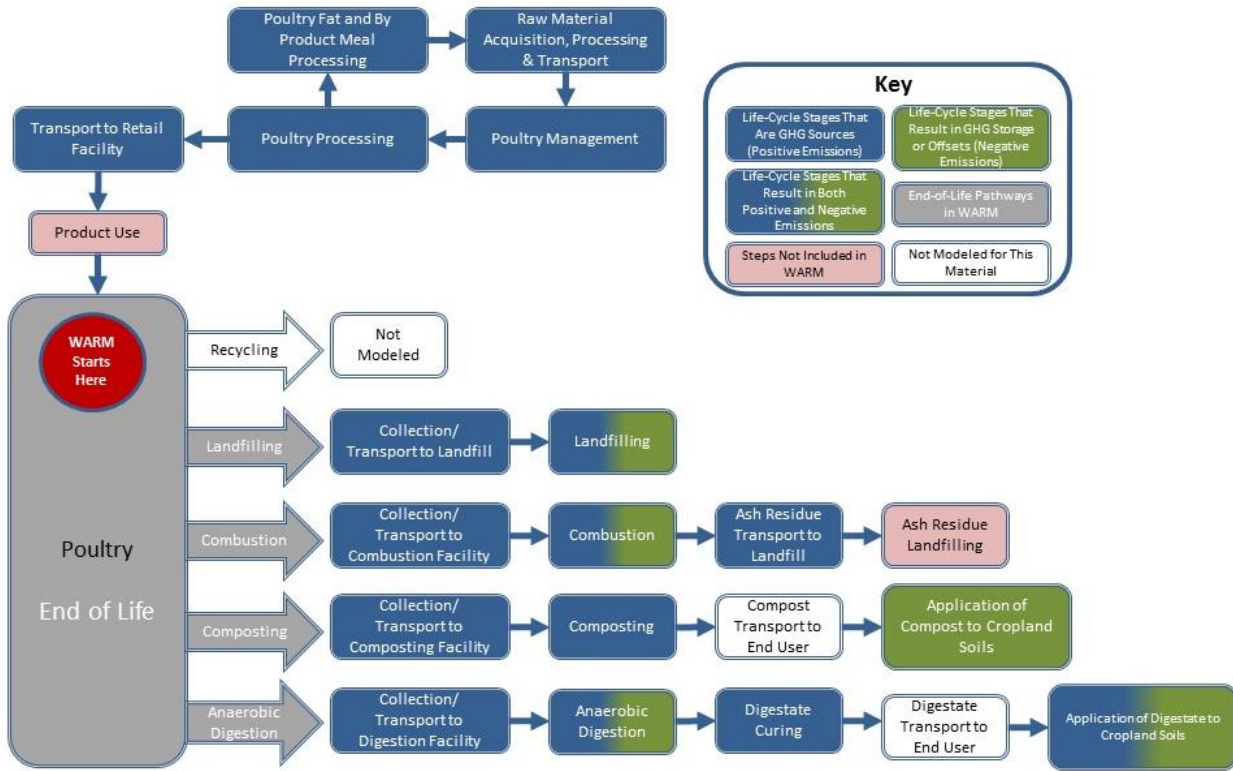 Poultry Fat and By
Product Meal
Processing
Raw Material
Acquisition, Processing
& Transport
Transport to Retail
Facility
Poultry Processing
Poultry Management
Product Use
Key
Life-Cycle Stages That
Are GHG Sources
(Positive Emissions)
Life-Cycle Stages That
Result in GHG Storage
or Offsets (Negative
Emissions)
Life-Cycle Stages That
Result in Both
Positive and Negative
Emissions
End-of-Life Pathways
in WARM
Steps Not Included in
WARM
Not Modeled for This
Material
WARM
Starts
Here
Poultry
End of Life
Recycling
Not
Modeled
Landfilling
Collection/
Transport to Landfill
Landfilling
Combustion
Collection/
Transport to
Combustion Facility
Combustion
Ash Residue
Transport to
Landfill
Ash Residue
Landfilling
Composting
Collection/
Transport to
Composting Facility
Composting
Compost
Transport to
End User
Application of
Compost to Cropland
Soils
Anaerobic
Digestion
Collection/
Transport to
Digestion Facility
Anaerobic
Digestion
Digestate
Curing
Digestate
Transport to
End User
Application of Digestate to
Cropland Soils